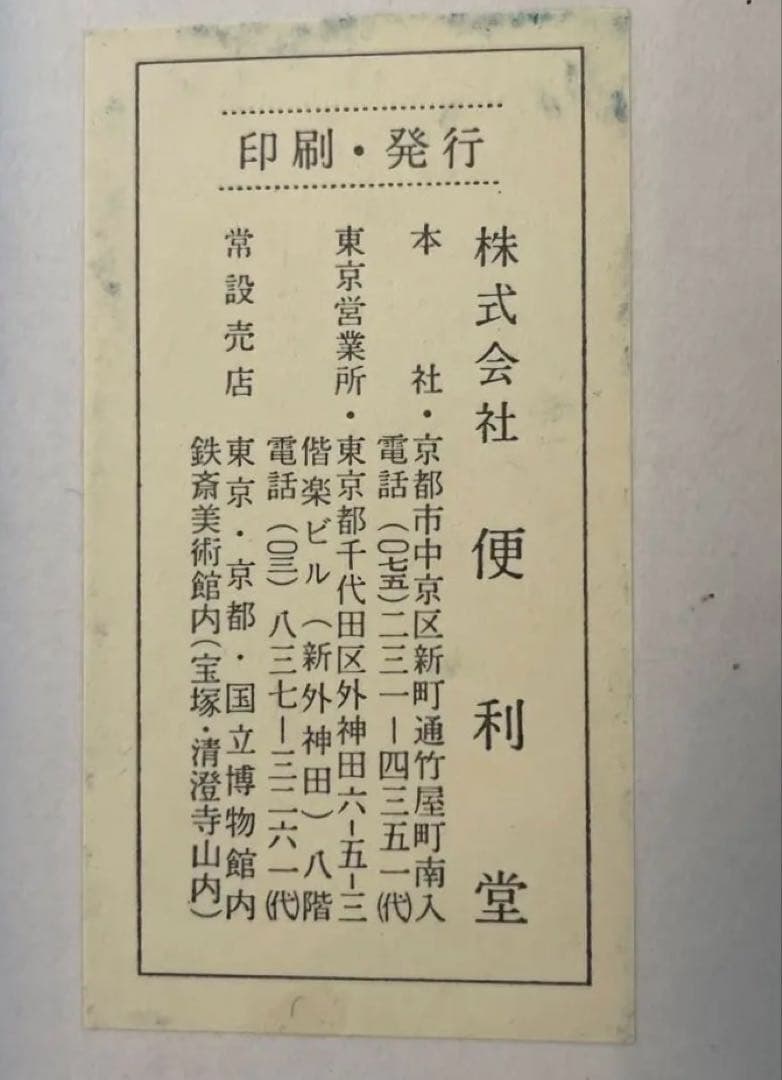 印刷・発行
株式会社 便利堂
本社・京都市中京区新町通竹屋町南入
電話(〇七五)二三一―四三五一(代)
東京営業所・東京都千代田区外神田六―五―三
偕楽ビル(新外神田)八階
電話(〇三)八三七―三二六一(代)
常設売店 東京・京都・国立博物館内
鉄斎美術館内(宝塚・清澄寺山内)